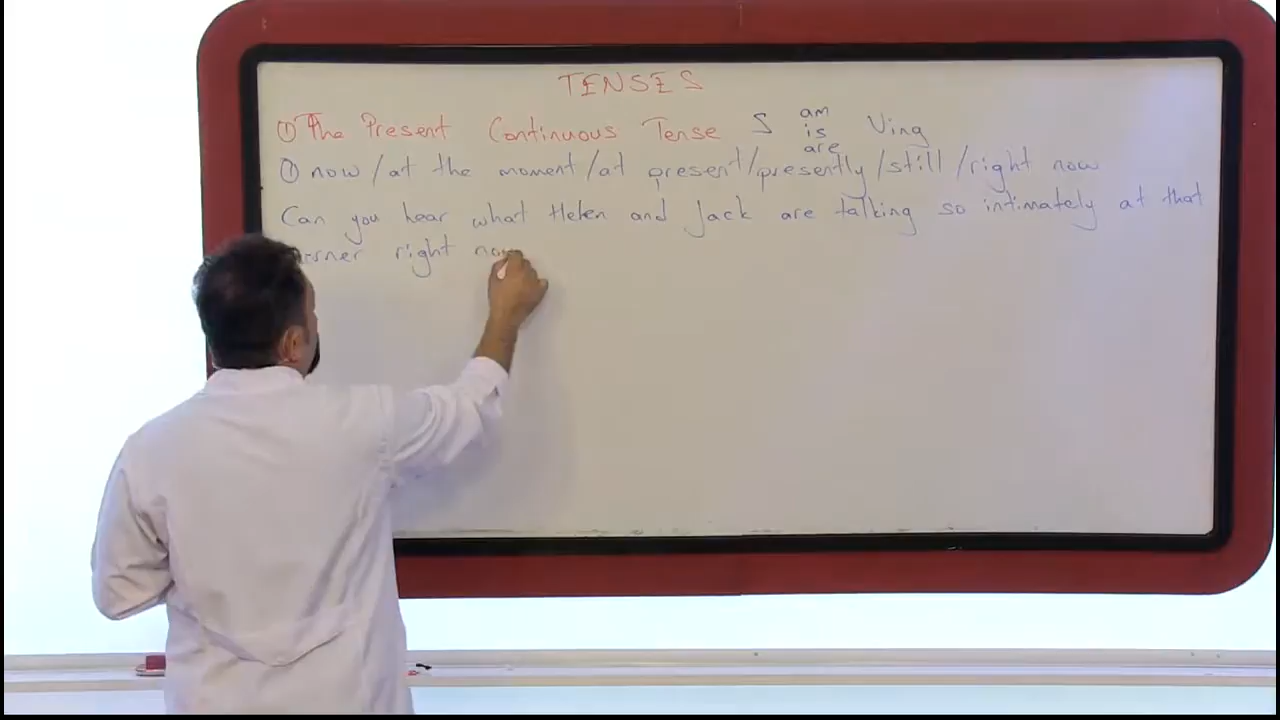 TENSES
① The Present Continuous Tense S am is are Ving
① now / at the moment / at present / presently / still / right now
Can you hear what Helen and Jack are talking so intimately at that
right